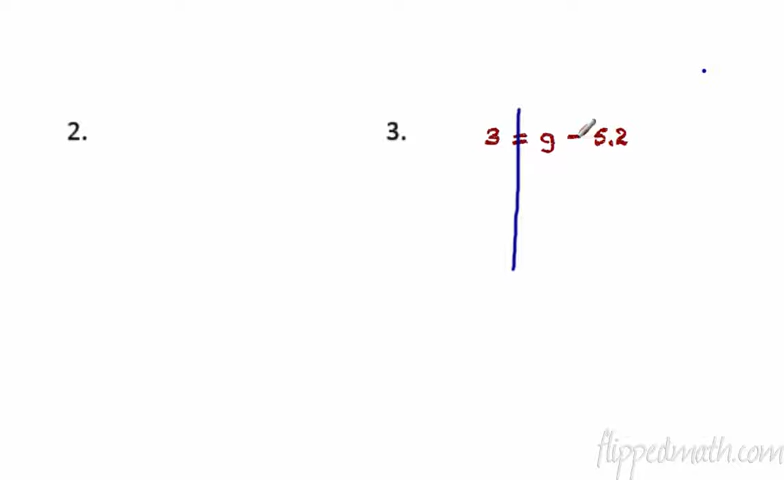 2.
3. 3 = g - 5.2
flippedmath.com